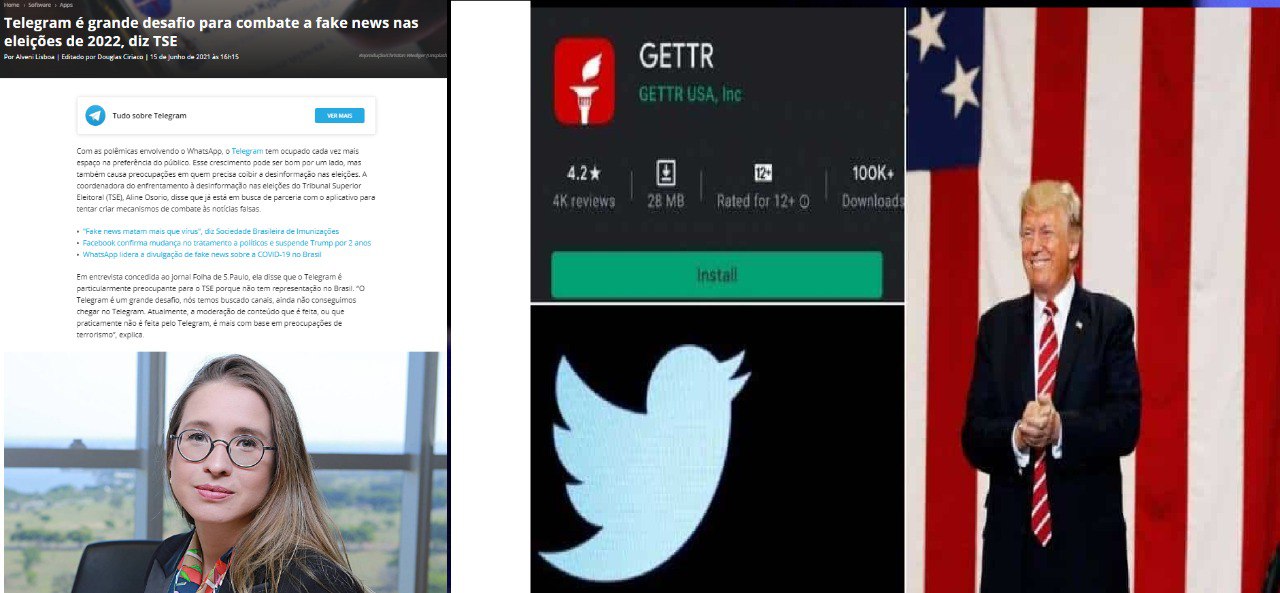 Home > Software > Apps
Telegram é grande desafio para combate a fake news nas
eleições de 2022, diz TSE
Por Alveni Lisboa | Editado por Douglas Ciriaco | 15 de Junho de 2021 às 16h15
Tudo sobre Telegram
VER MAIS
Com as polêmicas envolvendo o WhatsApp, o Telegram tem ocupado cada vez mais
espaço na preferência do público. Esse crescimento pode ser bom por um lado, mas
também causa preocupações em quem precisa coibir a desinformação nas eleições. A
coordenadora do enfrentamento à desinformação nas eleições do Tribunal Superior
Eleitoral (TSE), Aline Osorio, disse que já está em busca de parceria com o aplicativo para
tentar criar mecanismos de combate às notícias falsas.
• "Fake news matam mais que vírus", diz Sociedade Brasileira de Imunizações
• Facebook confirma mudança no tratamento a políticos e suspende Trump por 2 anos
• WhatsApp lidera a divulgação de fake news sobre a COVID-19 no Brasil
Em entrevista concedida ao jornal Folha de S.Paulo, ela disse que o Telegram é
particularmente preocupante para o TSE porque não tem representação no Brasil. "O
Telegram é um grande desafio, nós temos buscado canais, ainda não conseguimos
chegar no Telegram. Atualmente, a moderação de conteúdo que é feita, ou que
praticamente não é feita pelo Telegram, é mais com base em preocupações de
terrorismo", explica.
GETTR
GETTR USA, Inc
4.2★
4K reviews
28 MB
12+
Rated for 12+
100K+
Downloads
Install